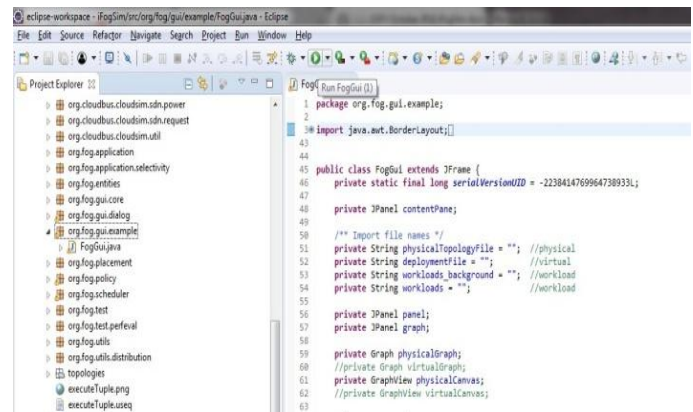 eclipse-workspace - iFogSim/src/org/fog/gui/example/FogGui.java - Eclipse
File Edit Source Refactor Navigate Search Project Run Window Help
Project Explorer
Run FogGui (1)
org.cloudbus.cloudsim.sdn.power
org.cloudbus.cloudsim.sdn.request
org.cloudbus.cloudsim.util
org.fog.application
org.fog.application.selectivity
org.fog.entities
org.fog.gui.core
org.fog.gui.dialog
org.fog.gui.example
FogGui.java
org.fog.placement
org.fog.policy
org.fog.scheduler
org.fog.test
org.fog.test.perfeval
org.fog.utils
org.fog.utils.distribution
topologies
executeTuple.png
executeTuple.useq
1 package org.fog.gui.example;
2
3 import java.awt.BorderLayout;
43
44
45 public class FogGui extends JFrame {
46 private static final long serialVersionUID = -2238414769964738933L;
47
48 private JPanel contentPane;
49
50 /** Import file names */
51 private String physicalTopologyFile = ""; //physical
52 private String deploymentFile = ""; //virtual
53 private String workloads_background = ""; //workload
54 private String workloads = ""; //workload
55
56 private JPanel panel;
57 private JPanel graph;
58
59 private Graph physicalGraph;
60 //private Graph virtualGraph;
61 private GraphView physicalCanvas;
62 //private GraphView virtualCanvas;
63